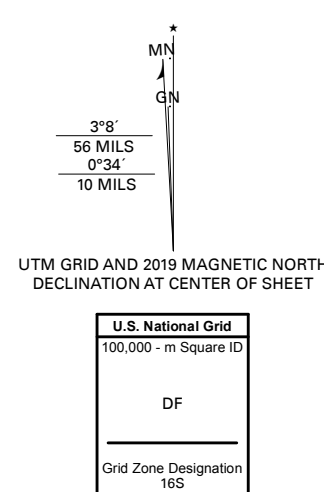 ★
MN
GN
3°8´
56 MILS
0°34´
10 MILS
UTM GRID AND 2019 MAGNETIC NORTH
DECLINATION AT CENTER OF SHEET
U.S. National Grid
100,000 - m Square ID
DF
Grid Zone Designation
16S